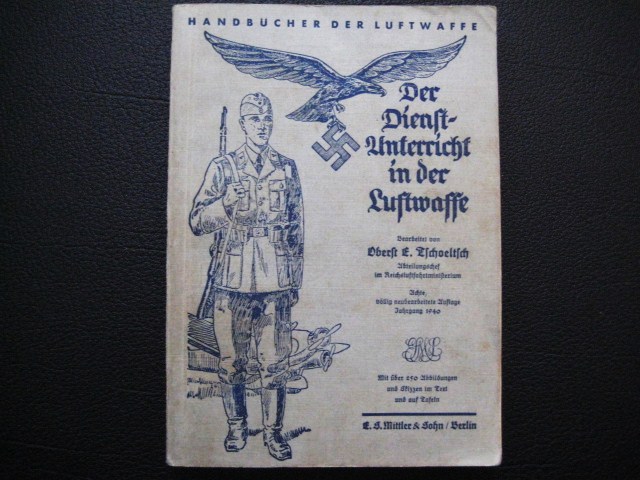 HANDBÜCHER DER LUFTWAFFE
Der
Dienst-
Unterricht
in der
Luftwaffe
Bearbeitet von
Oberst E. Tschoeltsch
Abteilungschef
im Reichsluftfahrtministerium
Achte,
völlig neubearbeitete Auflage
Jahrgang 1940
Mit über 250 Abbildungen
und Skizzen im Text
und auf Tafeln
E. S. Mittler & Sohn / Berlin